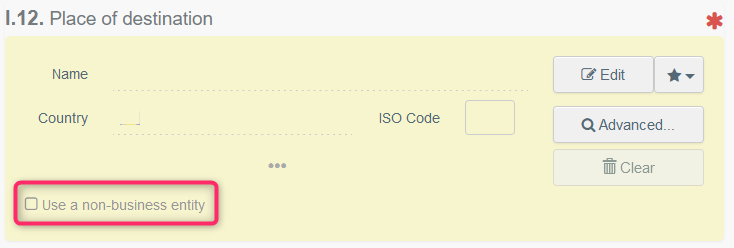 I.12. Place of destination
Name
Edit
Country
ISO Code
Advanced...
Clear
Use a non-business entity